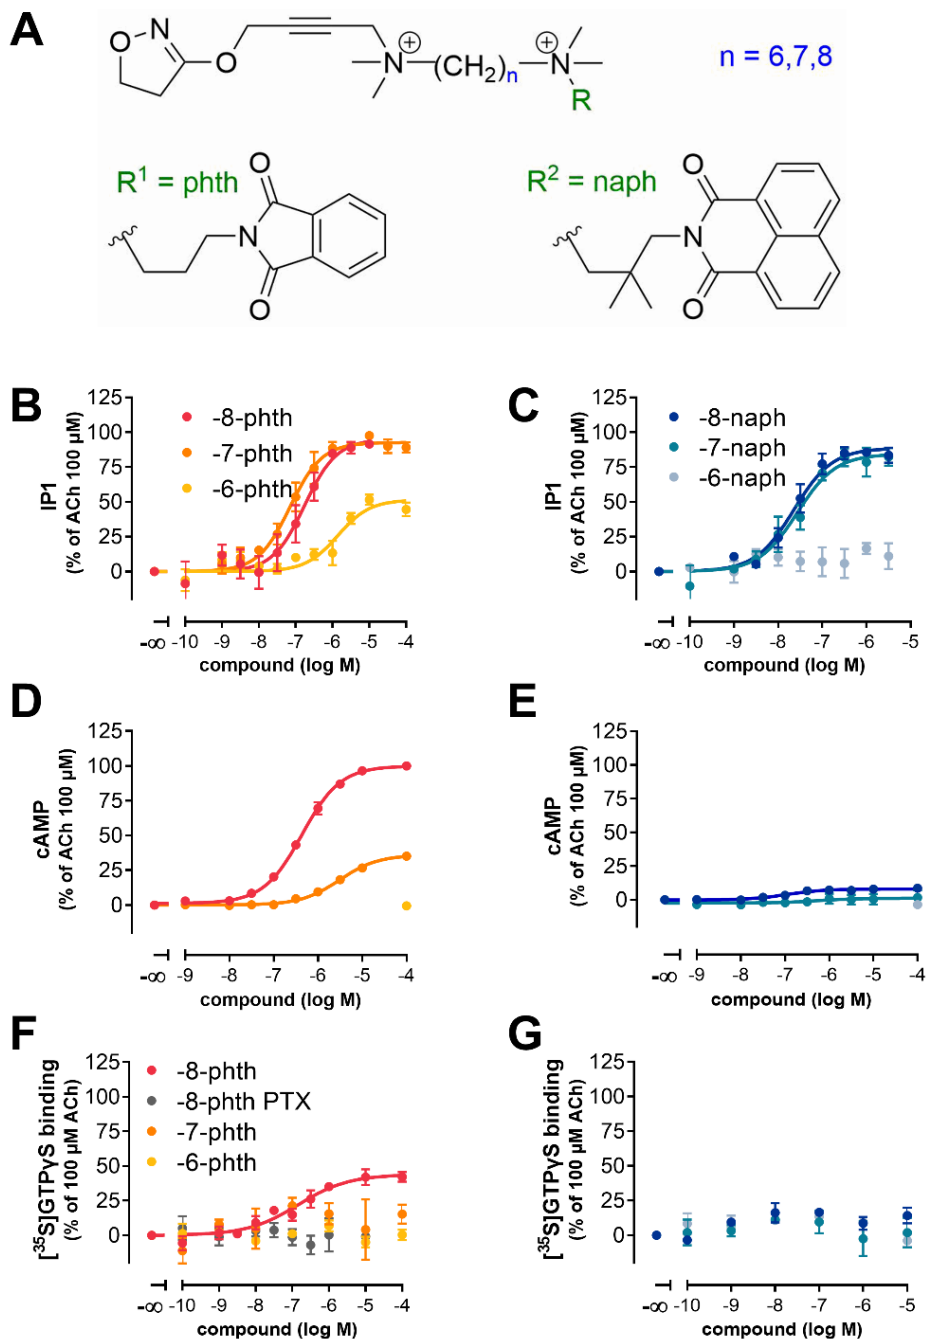 A
O N
O
N
(CH2)n
N
R
n = 6,7,8
R1 = phth
O
N
O
R2 = naph
O
N
O
B
IP1
(% of ACh 100 µM)
125
100
75
50
25
0
-8-phth
-7-phth
-6-phth
-∞ -10 -9 -8 -7 -6 -5 -4
compound (log M)
C
IP1
(% of ACh 100 µM)
125
100
75
50
25
0
-8-naph
-7-naph
-6-naph
-∞ -10 -9 -8 -7 -6 -5
compound (log M)
D
cAMP
(% of ACh 100 µM)
125
100
75
50
25
0
-∞ -9 -8 -7 -6 -5 -4
compound (log M)
E
cAMP
(% of ACh 100 µM)
125
100
75
50
25
0
-∞ -9 -8 -7 -6 -5 -4
compound (log M)
F
[35S]GTPγS binding
(% of 100 µM ACh)
125
100
75
50
25
0
-8-phth
-8-phth PTX
-7-phth
-6-phth
-∞ -10 -9 -8 -7 -6 -5 -4
compound (log M)
G
[35S]GTPγS binding
(% of 100 µM ACh)
125
100
75
50
25
0
-∞ -10 -9 -8 -7 -6 -5
compound (log M)